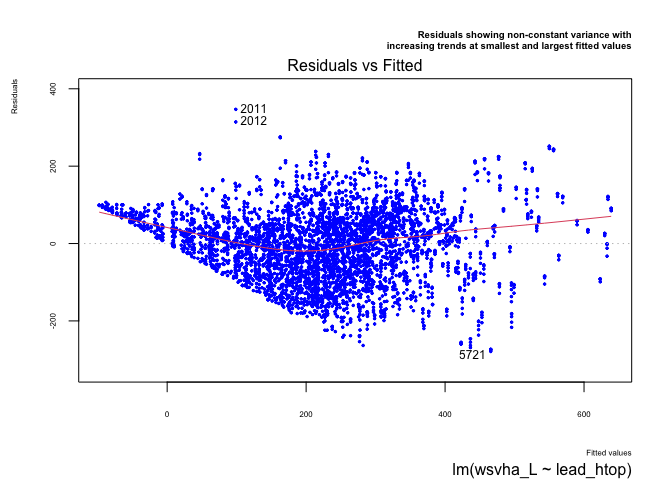 Residuals showing non-constant variance with
increasing trends at smallest and largest fitted values
Residuals vs Fitted
Residuals
400
200
0
-200
2011
2012
5721
0
200
400
600
Fitted values
lm(wsvha_L ~ lead_htop)